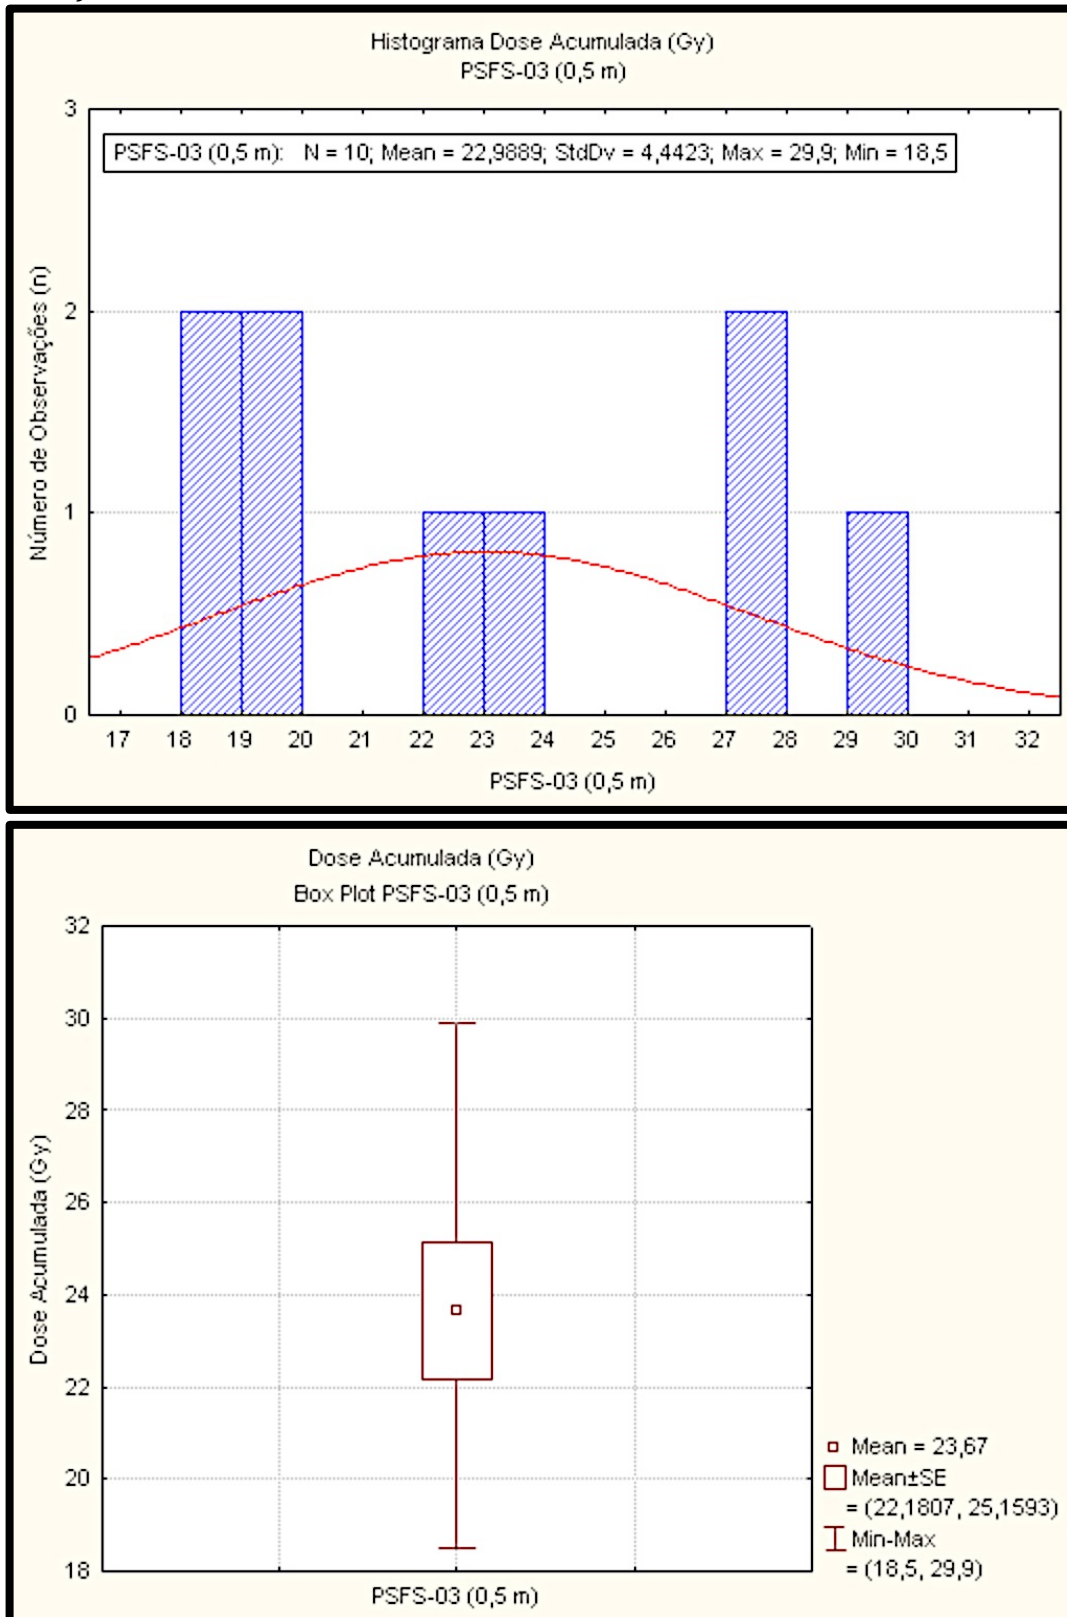 Histograma Dose Acumulada (Gy)
PSFS-03 (0,5 m)
PSFS-03 (0,5 m): N = 10; Mean = 22,9889; StdDv = 4,4423; Max = 29,9; Min = 18,5
Número de Observações (n)
3
2
1
0
17 18 19 20 21 22 23 24 25 26 27 28 29 30 31 32
PSFS-03 (0,5 m)
Dose Acumulada (Gy)
Box Plot PSFS-03 (0,5 m)
Dose Acumulada (Gy)
32
30
28
26
24
22
20
18
PSFS-03 (0,5 m)
Mean = 23,67
Mean±SE
= (22,1807, 25,1593)
Min-Max
= (18,5, 29,9)